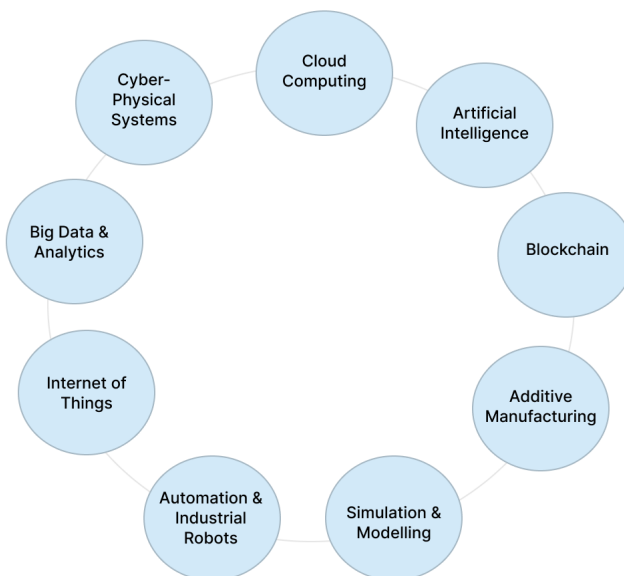 Cloud
Computing
Artificial
Intelligence
Blockchain
Additive
Manufacturing
Simulation &
Modelling
Automation &
Industrial
Robots
Internet of
Things
Big Data &
Analytics
Cyber-
Physical
Systems